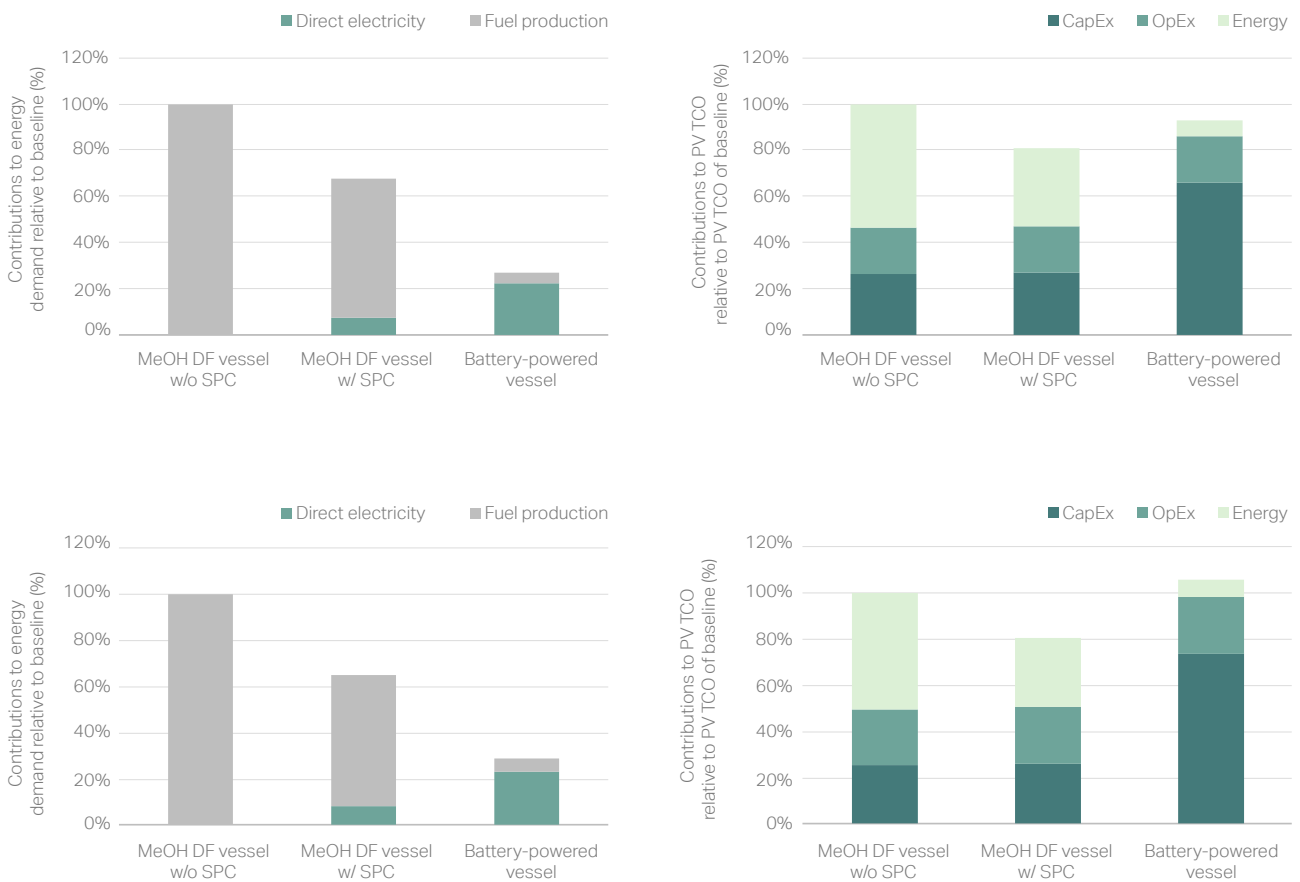 Direct electricity Fuel production
Contributions to energy
demand relative to baseline (%)
120%
100%
80%
60%
40%
20%
0%
MeOH DF vessel
w/o SPC
MeOH DF vessel
w/ SPC
Battery-powered
vessel
CapEx OpEx Energy
Contributions to PV TCO
relative to PV TCO of baseline (%)
120%
100%
80%
60%
40%
20%
0%
MeOH DF vessel
w/o SPC
MeOH DF vessel
w/ SPC
Battery-powered
vessel
Direct electricity Fuel production
Contributions to energy
demand relative to baseline (%)
120%
100%
80%
60%
40%
20%
0%
MeOH DF vessel
w/o SPC
MeOH DF vessel
w/ SPC
Battery-powered
vessel
CapEx OpEx Energy
Contributions to PV TCO
relative to PV TCO of baseline (%)
120%
100%
80%
60%
40%
20%
0%
MeOH DF vessel
w/o SPC
MeOH DF vessel
w/ SPC
Battery-powered
vessel